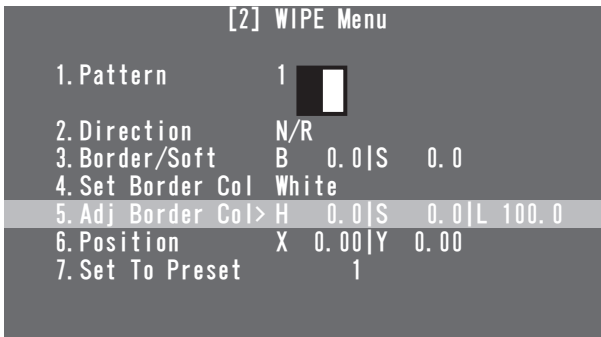 [2] WIPE Menu
1. Pattern 1
2. Direction N/R
3. Border/Soft B 0.0|S 0.0
4. Set Border Col White
5. Adj Border Col> H 0.0|S 0.0|L 100.0
6. Position X 0.00|Y 0.00
7. Set To Preset 1